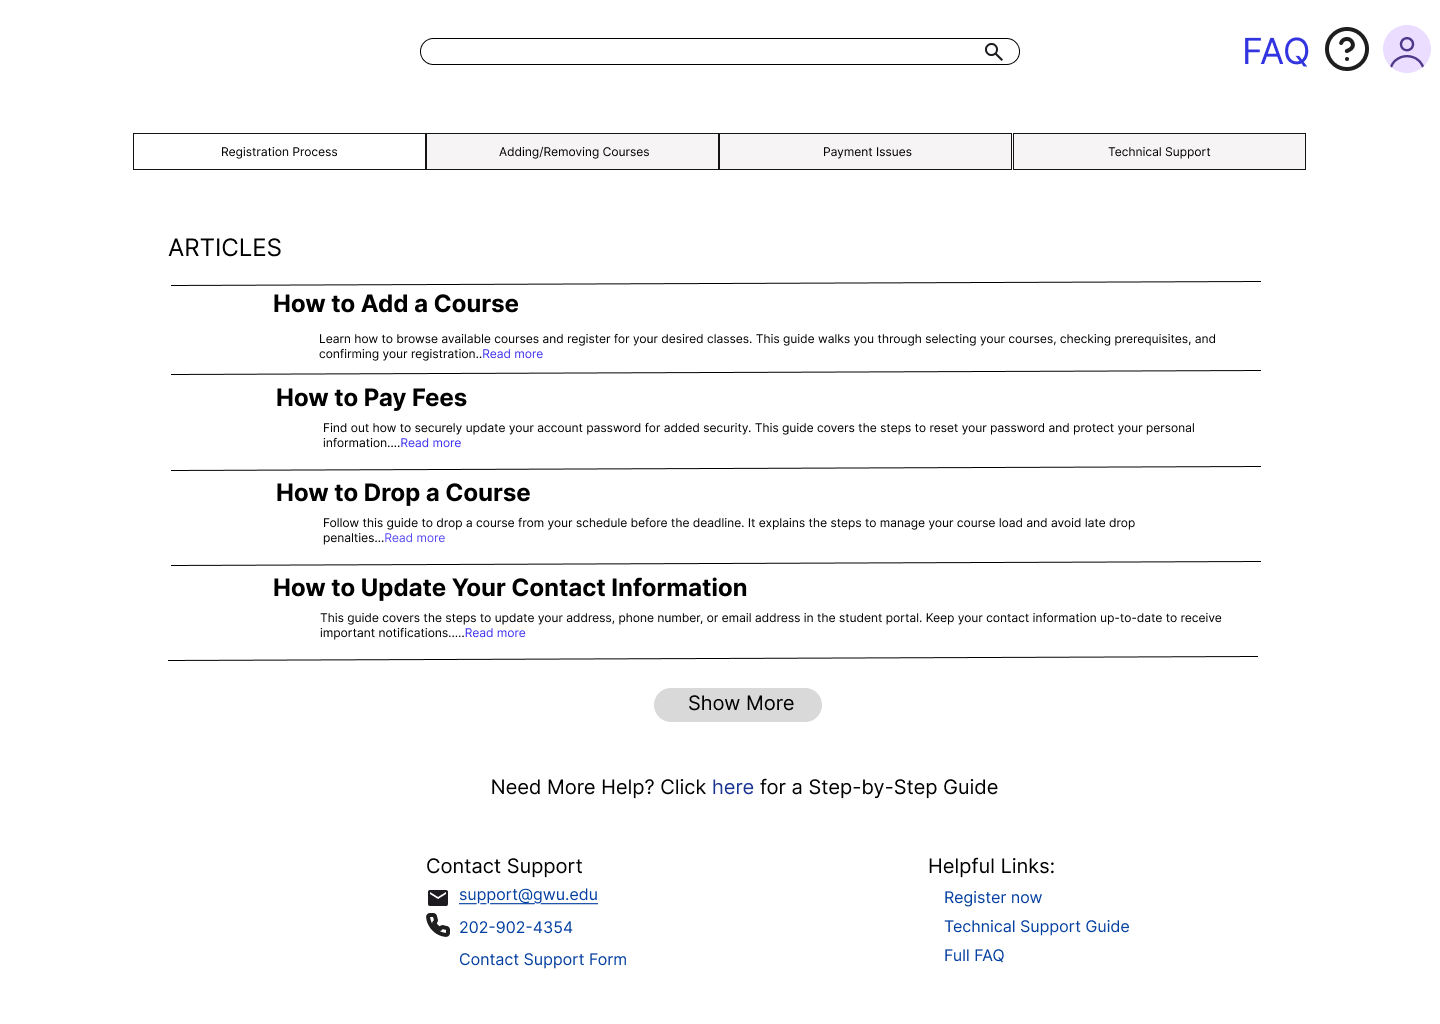 FAQ
Registration Process
Adding/Removing Courses
Payment Issues
Technical Support
ARTICLES
How to Add a Course
Learn how to browse available courses and register for your desired classes. This guide walks you through selecting your courses, checking prerequisites, and
confirming your registration..Read more
How to Pay Fees
Find out how to securely update your account password for added security. This guide covers the steps to reset your password and protect your personal
information....Read more
How to Drop a Course
Follow this guide to drop a course from your schedule before the deadline. It explains the steps to manage your course load and avoid late drop
penalties...Read more
How to Update Your Contact Information
This guide covers the steps to update your address, phone number, or email address in the student portal. Keep your contact information up-to-date to receive
important notifications.....Read more
Show More
Need More Help? Click here for a Step-by-Step Guide
Contact Support
support@gwu.edu
202-902-4354
Contact Support Form
Helpful Links:
Register now
Technical Support Guide
Full FAQ